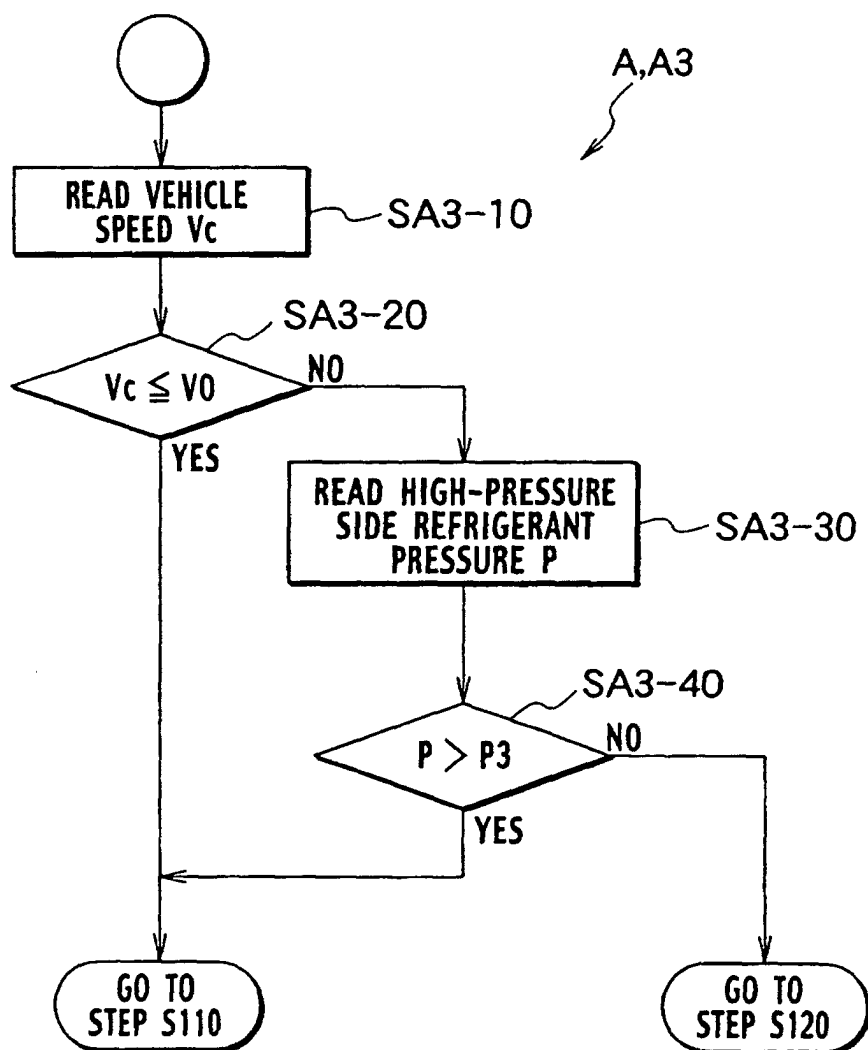 A,A3
READ VEHICLE
SPEED Vc
SA3-10
SA3-20
Vc ≦ V0
NO
YES
READ HIGH-PRESSURE
SIDE REFRIGERANT
PRESSURE P
SA3-30
SA3-40
P > P3
NO
YES
GO TO
STEP S110
GO TO
STEP S120